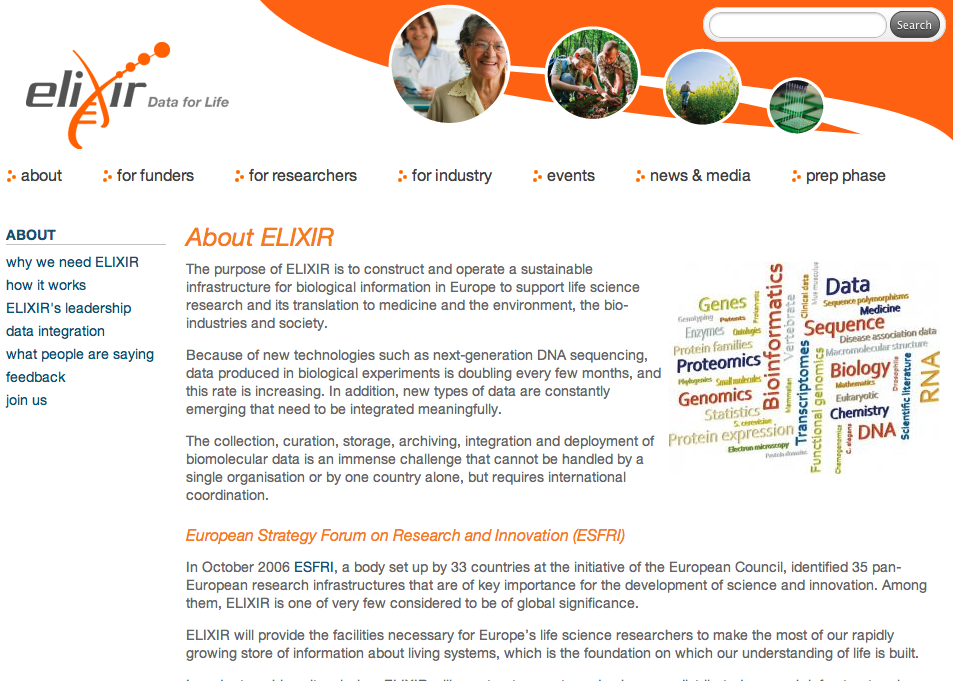 Search
elixir Data for Life
about for funders for researchers for industry events news & media prep phase
ABOUT
why we need ELIXIR
how it works
ELIXIR's leadership
data integration
what people are saying
feedback
join us
About ELIXIR
The purpose of ELIXIR is to construct and operate a sustainable
infrastructure for biological information in Europe to support life science
research and its translation to medicine and the environment, the bio-
industries and society.
Because of new technologies such as next-generation DNA sequencing,
data produced in biological experiments is doubling every few months, and
this rate is increasing. In addition, new types of data are constantly
emerging that need to be integrated meaningfully.
The collection, curation, storage, archiving, integration and deployment of
biomolecular data is an immense challenge that cannot be handled by a
single organisation or by one country alone, but requires international
coordination.
Data
Genes
Sequence polymorphisms
Medicine
Genotyping
Patents
Proteomes
Bioinformatics
Vertebrate
Clinical data
Mus musculus
Sequence
Enzymes
Ontologies
Disease association data
Protein families
Macromolecular structure
Proteomics
Biology
Phylogenies
Small molecules
Mathematics
Drosophila
Scientific literature
RNA
Genomics
Mammalian
Transcriptomes
Functional genomics
Eukaryotic
Statistics
Chemistry
S. cerevisiae
Protein expression
DNA
Electron microscopy
Chemogenomics
C. elegans
European Strategy Forum on Research and Innovation (ESFRI)
In October 2006 ESFRI, a body set up by 33 countries at the initiative of the European Council, identified 35 pan-
European research infrastructures that are of key importance for the development of science and innovation. Among
them, ELIXIR is one of very few considered to be of global significance.
ELIXIR will provide the facilities necessary for Europe's life science researchers to make the most of our rapidly
growing store of information about living systems, which is the foundation on which our understanding of life is built.